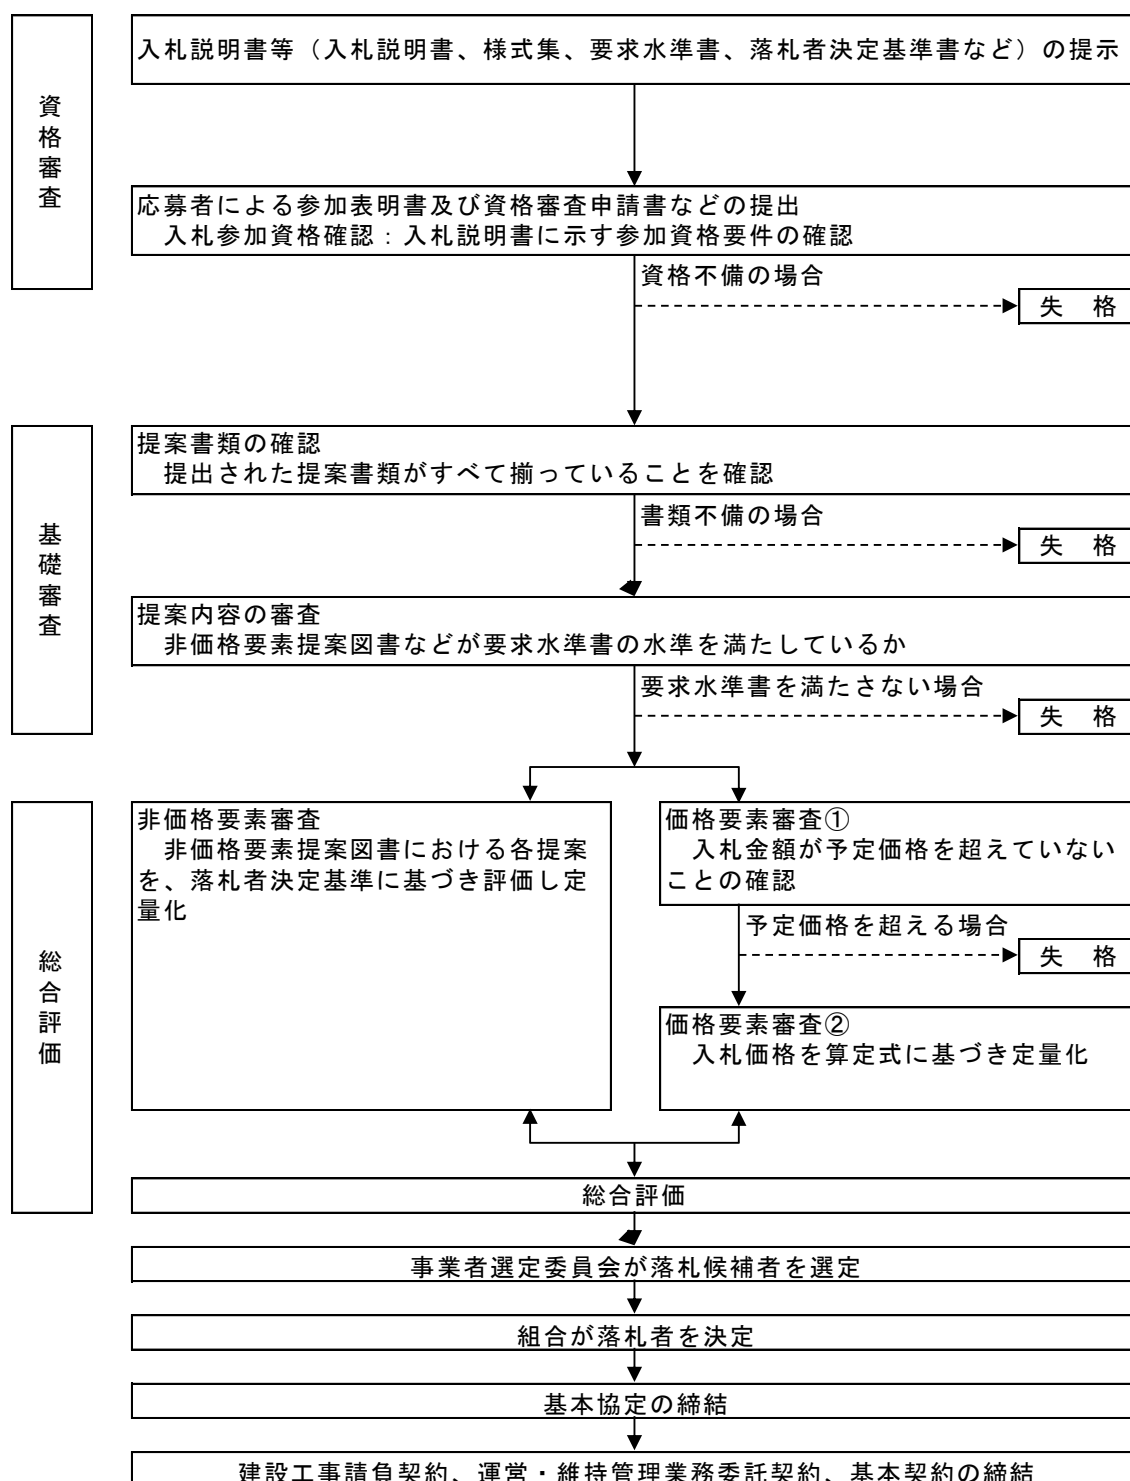 資格審査
入札説明書等（入札説明書、様式集、要求水準書、落札者決定基準書など）の提示
応募者による参加表明書及び資格審査申請書などの提出
入札参加資格確認：入札説明書に示す参加資格要件の確認
資格不備の場合
失　格
基礎審査
提案書類の確認
提出された提案書類がすべて揃っていることを確認
書類不備の場合
失　格
提案内容の審査
非価格要素提案図書などが要求水準書の水準を満たしているか
要求水準書を満たさない場合
失　格
総合評価
非価格要素審査
非価格要素提案図書における各提案
を、落札者決定基準に基づき評価し定
量化
価格要素審査①
入札金額が予定価格を超えていない
ことの確認
予定価格を超える場合
失　格
価格要素審査②
入札価格を算定式に基づき定量化
総合評価
事業者選定委員会が落札候補者を選定
組合が落札者を決定
基本協定の締結
建設工事請負契約、運営・維持管理業務委託契約、基本契約の締結